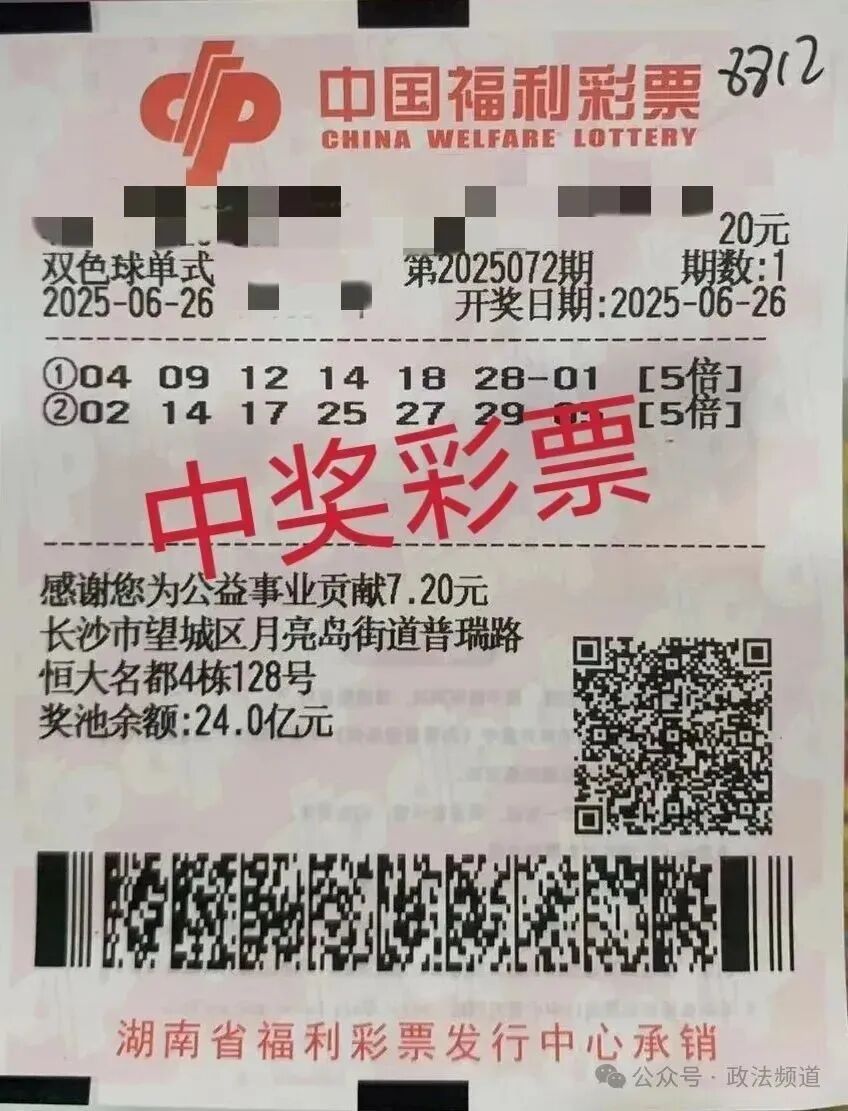 中国福利彩票
CHINA WELFARE LOTTERY
8812
20元
双色球单式 第2025072期 期数:1
2025-06-26 开奖日期:2025-06-26
①04 09 12 14 18 28-01 [5倍]
②02 14 17 25 27 29-05 [5倍]
中奖彩票
感谢您为公益事业贡献7.20元
长沙市望城区月亮岛街道普瑞路
恒大名都4栋128号
奖池余额:24.0亿元
湖南省福利彩票发行中心承销
公众号·政法频道